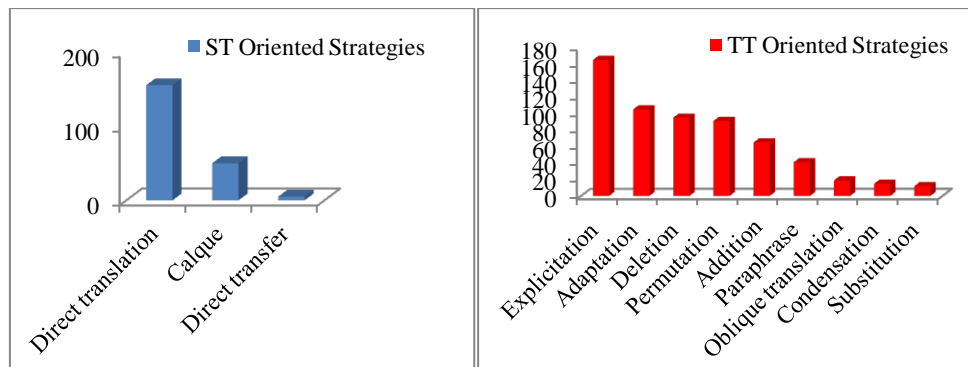 ST Oriented Strategies
200
100
0
Direct translation
Calque
Direct transfer
TT Oriented Strategies
180
160
140
120
100
80
60
40
20
0
Explicitation
Adaptation
Deletion
Permutation
Addition
Paraphrase
Oblique translation
Condensation
Substitution